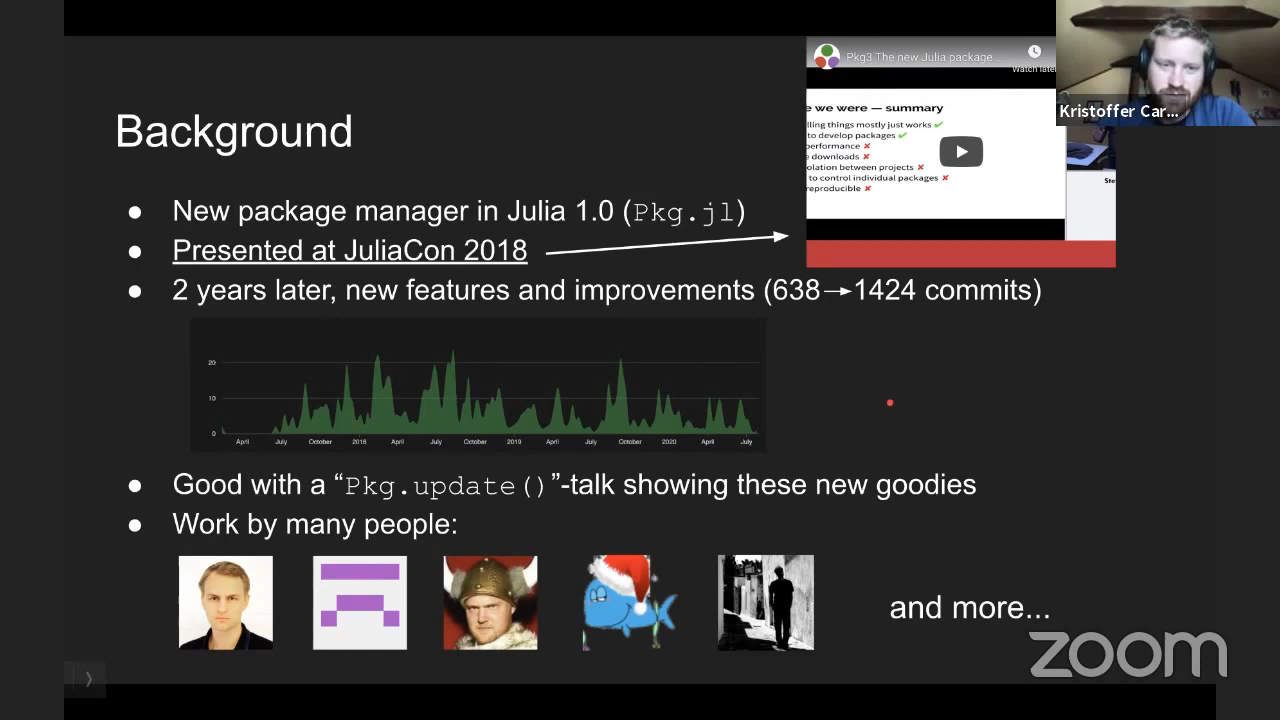 Pkg3 The new Julia package ...
Watch later
Kristoffer Car...
e we were — summary
lling things mostly just works ✔
to develop packages ✔
performance ✘
e downloads ✘
olation between projects ✘
to control individual packages ✘
reproducible ✘
Ste
Background
● New package manager in Julia 1.0 (Pkg.jl)
● Presented at JuliaCon 2018
● 2 years later, new features and improvements (638→1424 commits)
20
10
0
April July October 2018 April July October 2019 April July October 2020 April July
● Good with a “Pkg.update()”-talk showing these new goodies
● Work by many people:
and more...
zoom